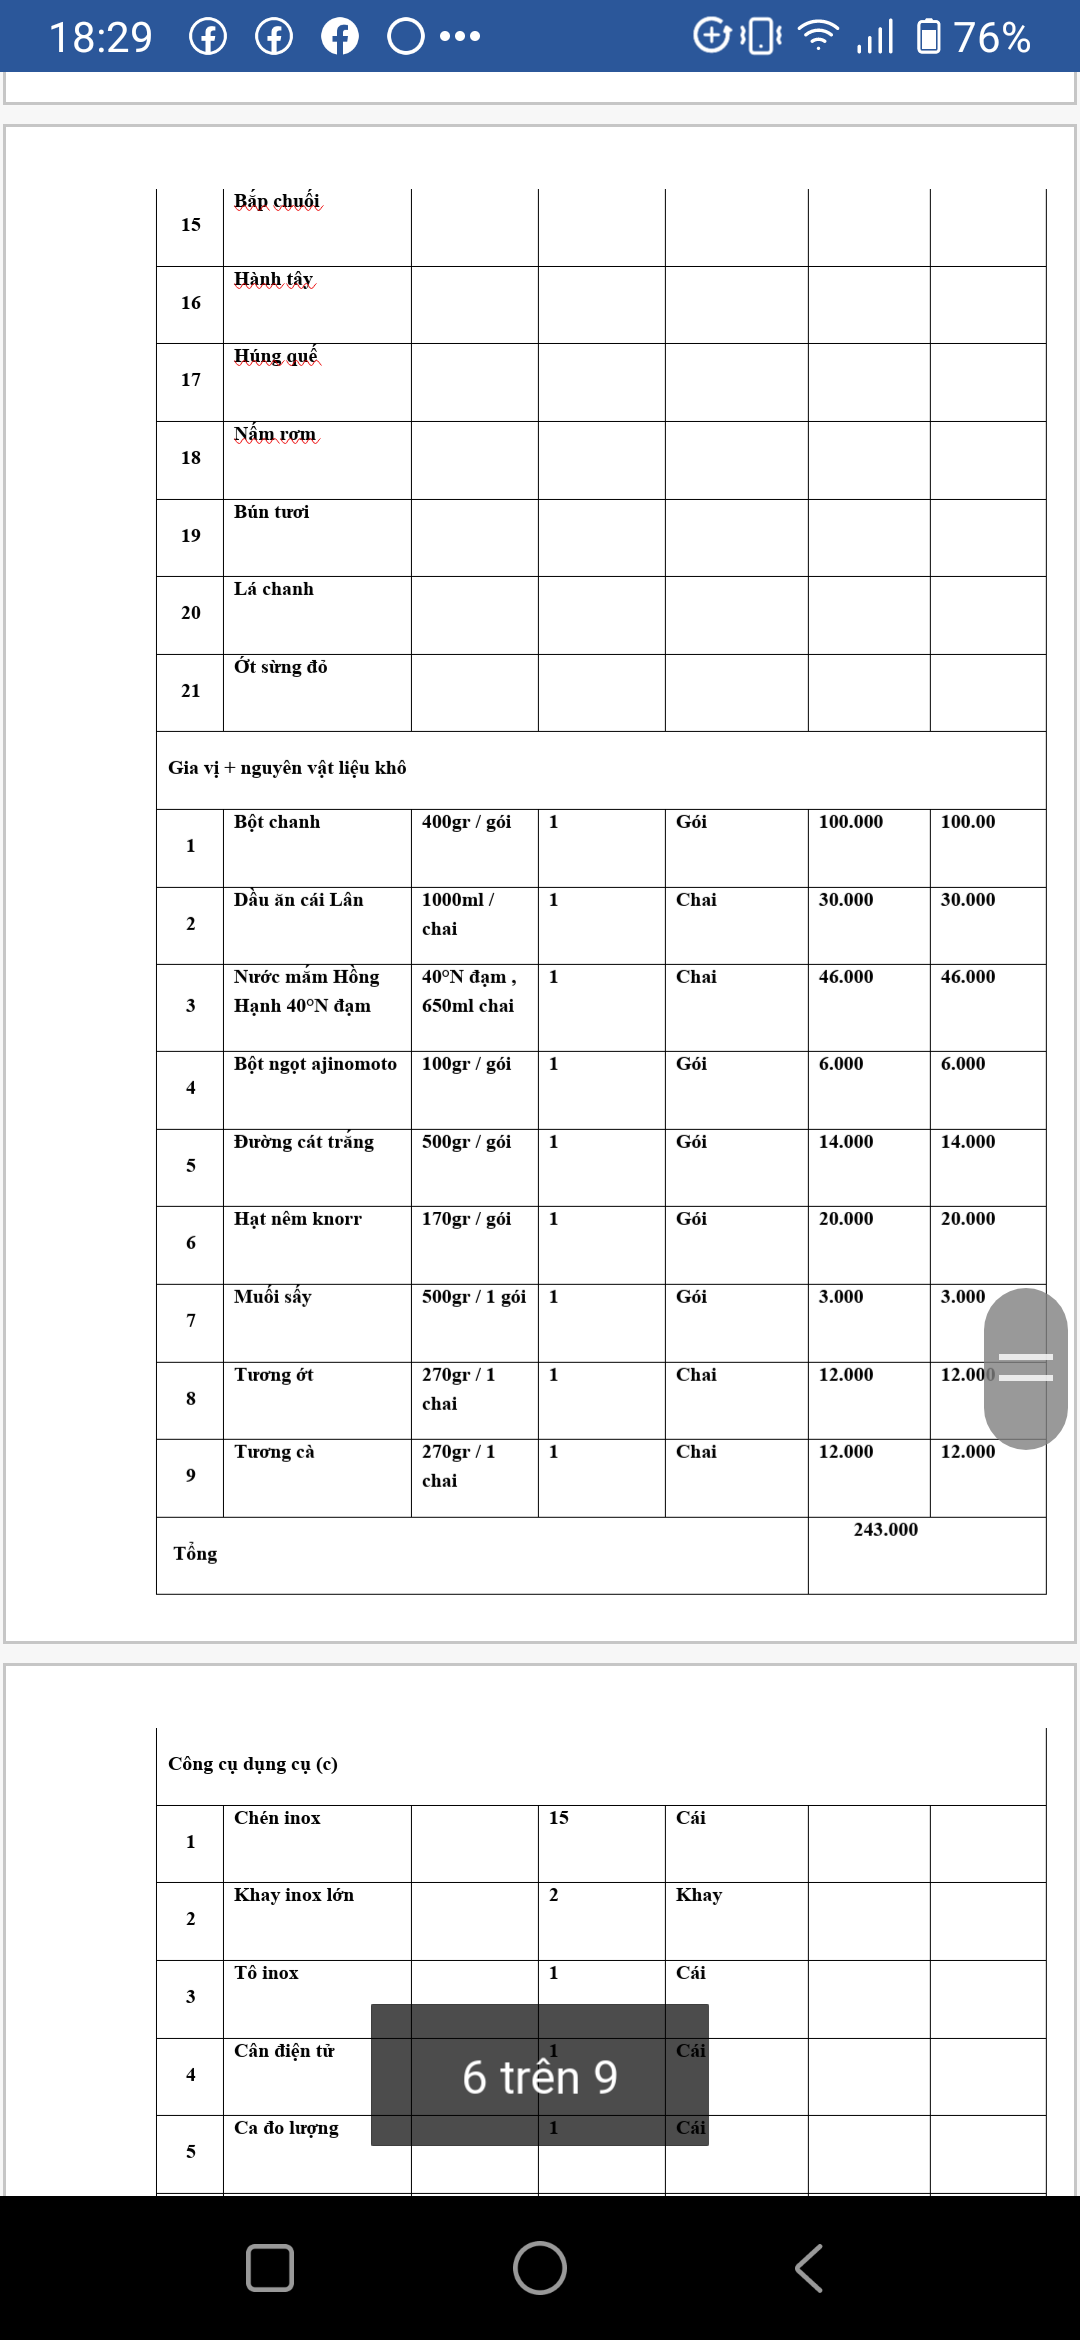 18:29 76%
15 Bắp chuối
16 Hành tây
17 Húng quế
18 Nấm rơm
19 Bún tươi
20 Lá chanh
21 Ớt sừng đỏ
Gia vị + nguyên vật liệu khô
1 Bột chanh 400gr / gói 1 Gói 100.000 100.00
2 Dầu ăn cái Lân 1000ml / chai 1 Chai 30.000 30.000
3 Nước mắm Hồng Hạnh 40°N đạm 40°N đạm , 650ml chai 1 Chai 46.000 46.000
4 Bột ngọt ajinomoto 100gr / gói 1 Gói 6.000 6.000
5 Đường cát trắng 500gr / gói 1 Gói 14.000 14.000
6 Hạt nêm knorr 170gr / gói 1 Gói 20.000 20.000
7 Muối sấy 500gr / 1 gói 1 Gói 3.000 3.000
8 Tương ớt 270gr / 1 chai 1 Chai 12.000 12.000
9 Tương cà 270gr / 1 chai 1 Chai 12.000 12.000
Tổng 243.000
Công cụ dụng cụ (c)
1 Chén inox 15 Cái
2 Khay inox lớn 2 Khay
3 Tô inox 1 Cái
4 Cân điện tử 1 Cái
6 trên 9
5 Ca đo lượng 1 Cái